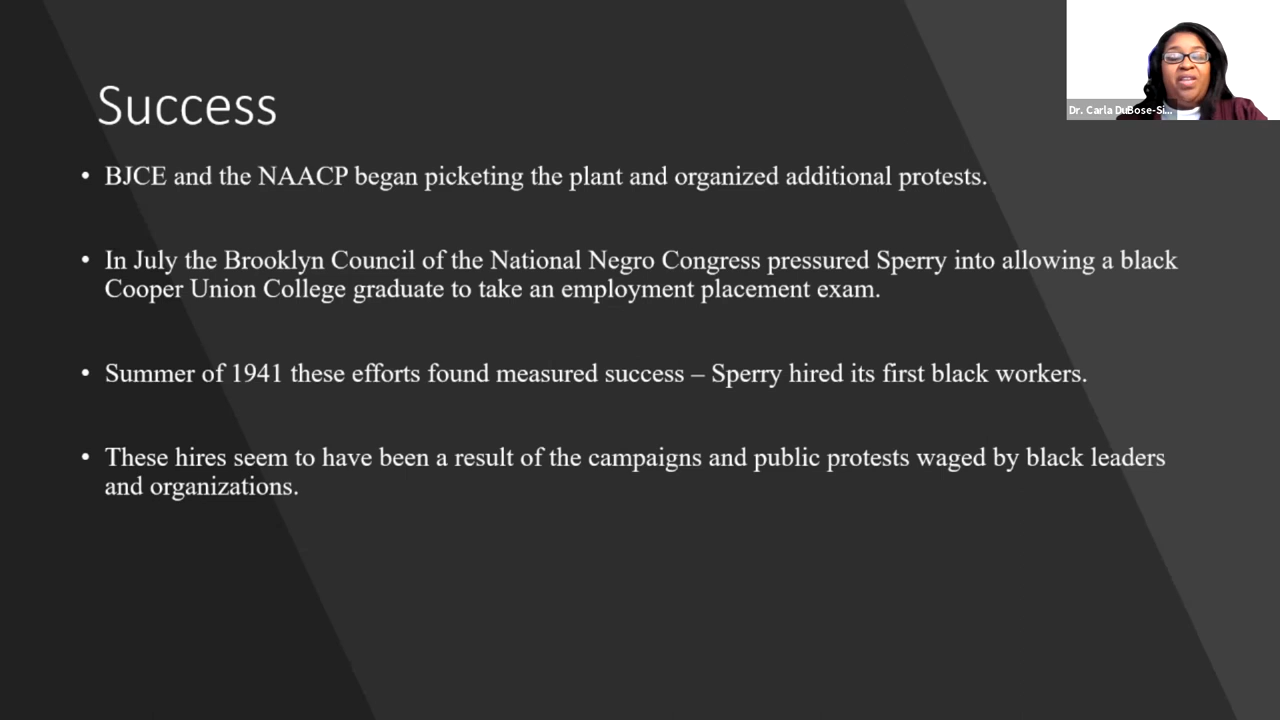 Success
Dr. Carla DuBose-Si...
• BJCE and the NAACP began picketing the plant and organized additional protests.
• In July the Brooklyn Council of the National Negro Congress pressured Sperry into allowing a black
Cooper Union College graduate to take an employment placement exam.
• Summer of 1941 these efforts found measured success – Sperry hired its first black workers.
• These hires seem to have been a result of the campaigns and public protests waged by black leaders
and organizations.